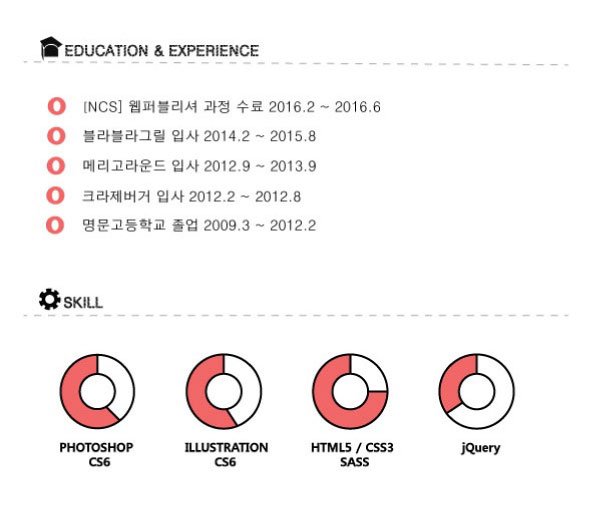 EDUCATION & EXPERIENCE
[NCS] 웹퍼블리셔 과정 수료 2016.2 ~ 2016.6
블라블라그릴 입사 2014.2 ~ 2015.8
메리고라운드 입사 2012.9 ~ 2013.9
크라제버거 입사 2012.2 ~ 2012.8
명문고등학교 졸업 2009.3 ~ 2012.2
SKILL
PHOTOSHOP
CS6
ILLUSTRATION
CS6
HTML5 / CSS3
SASS
jQuery